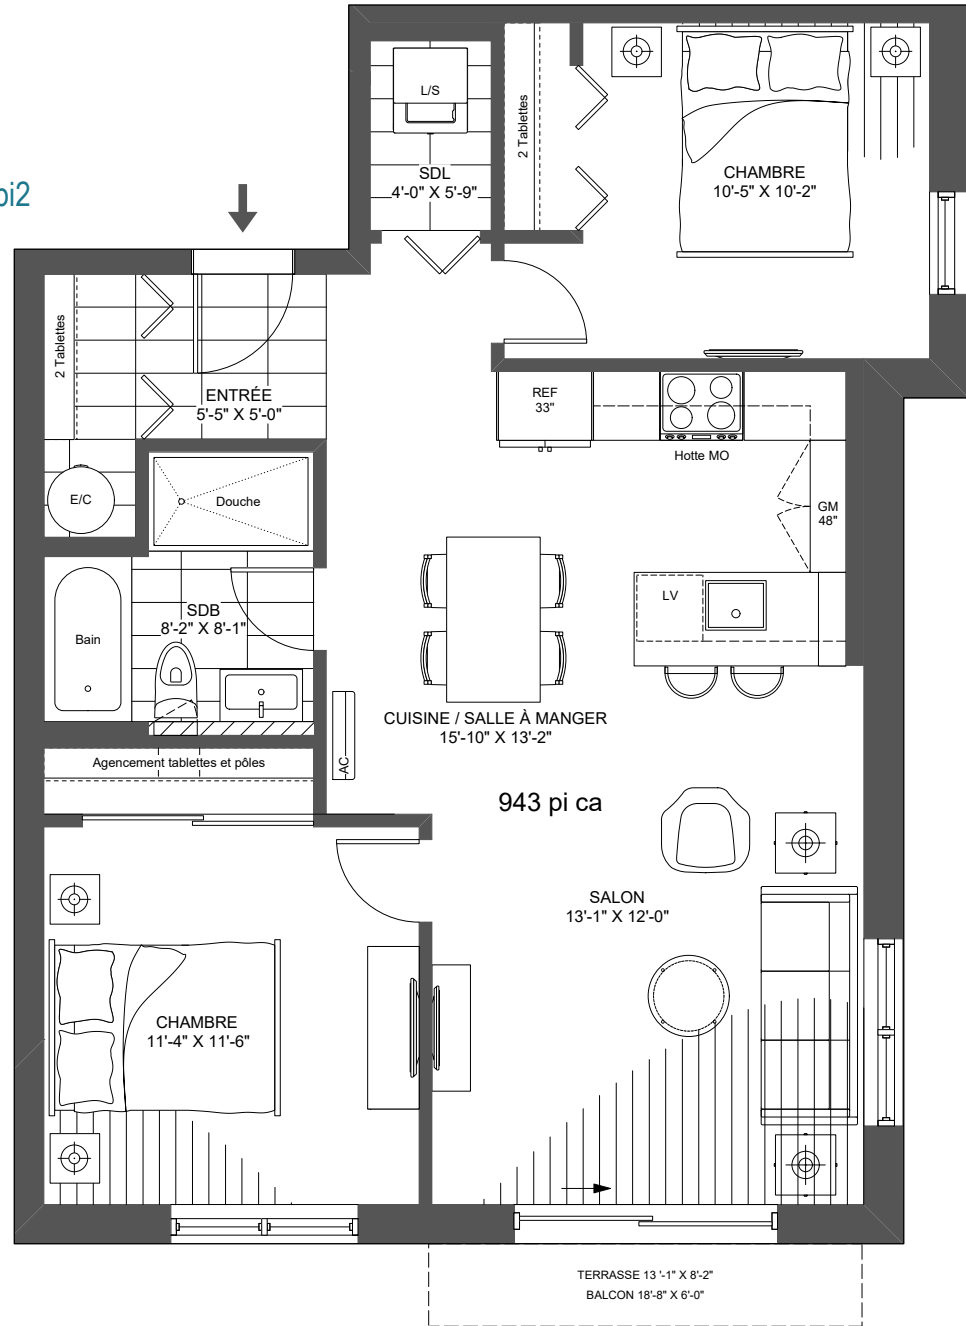 L/S
2 Tablettes
SDL
4'-0" X 5'-9"
CHAMBRE
10'-5" X 10'-2"
pi2
2 Tablettes
ENTRÉE
5'-5" X 5'-0"
REF
33"
Hotte MO
E/C
Douche
GM
48"
SDB
8'-2" X 8'-1"
LV
Bain
CUISINE / SALLE À MANGER
15'-10" X 13'-2"
Agencement tablettes et pôles
AC
943 pi ca
SALON
13'-1" X 12'-0"
CHAMBRE
11'-4" X 11'-6"
TERRASSE 13 '-1" X 8'-2"
BALCON 18'-8" X 6'-0"